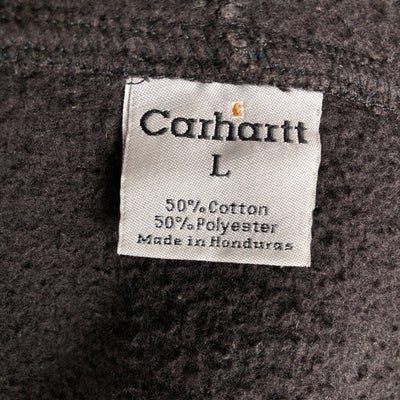 Carhartt
L
50% Cotton
50% Polyester
Made in Honduras